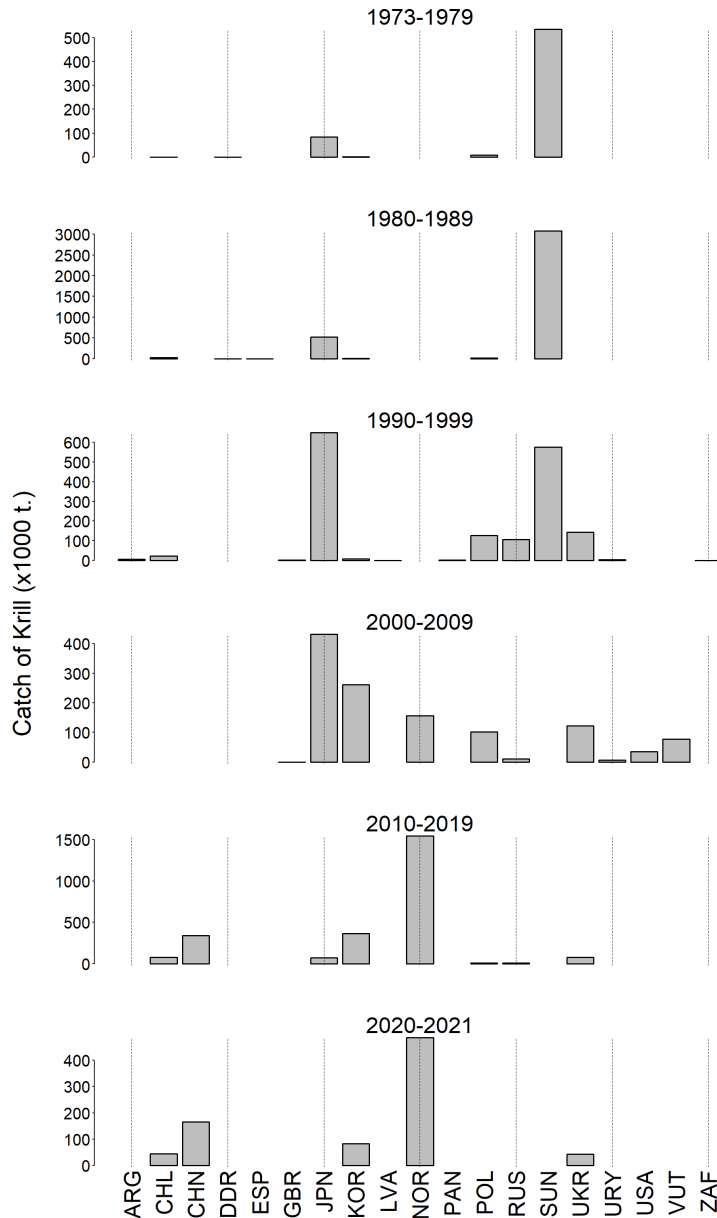 1973-1979
500
400
300
200
100
0
1980-1989
3000
2500
2000
1500
1000
500
0
1990-1999
600
500
400
300
200
100
0
Catch of Krill (x1000 t.)
2000-2009
400
300
200
100
0
2010-2019
1500
1000
500
0
2020-2021
400
300
200
100
0
ARG
CHL
CHN
DDR
ESP
GBR
JPN
KOR
LVA
NOR
PAN
POL
RUS
SUN
UKR
URY
USA
VUT
ZAF